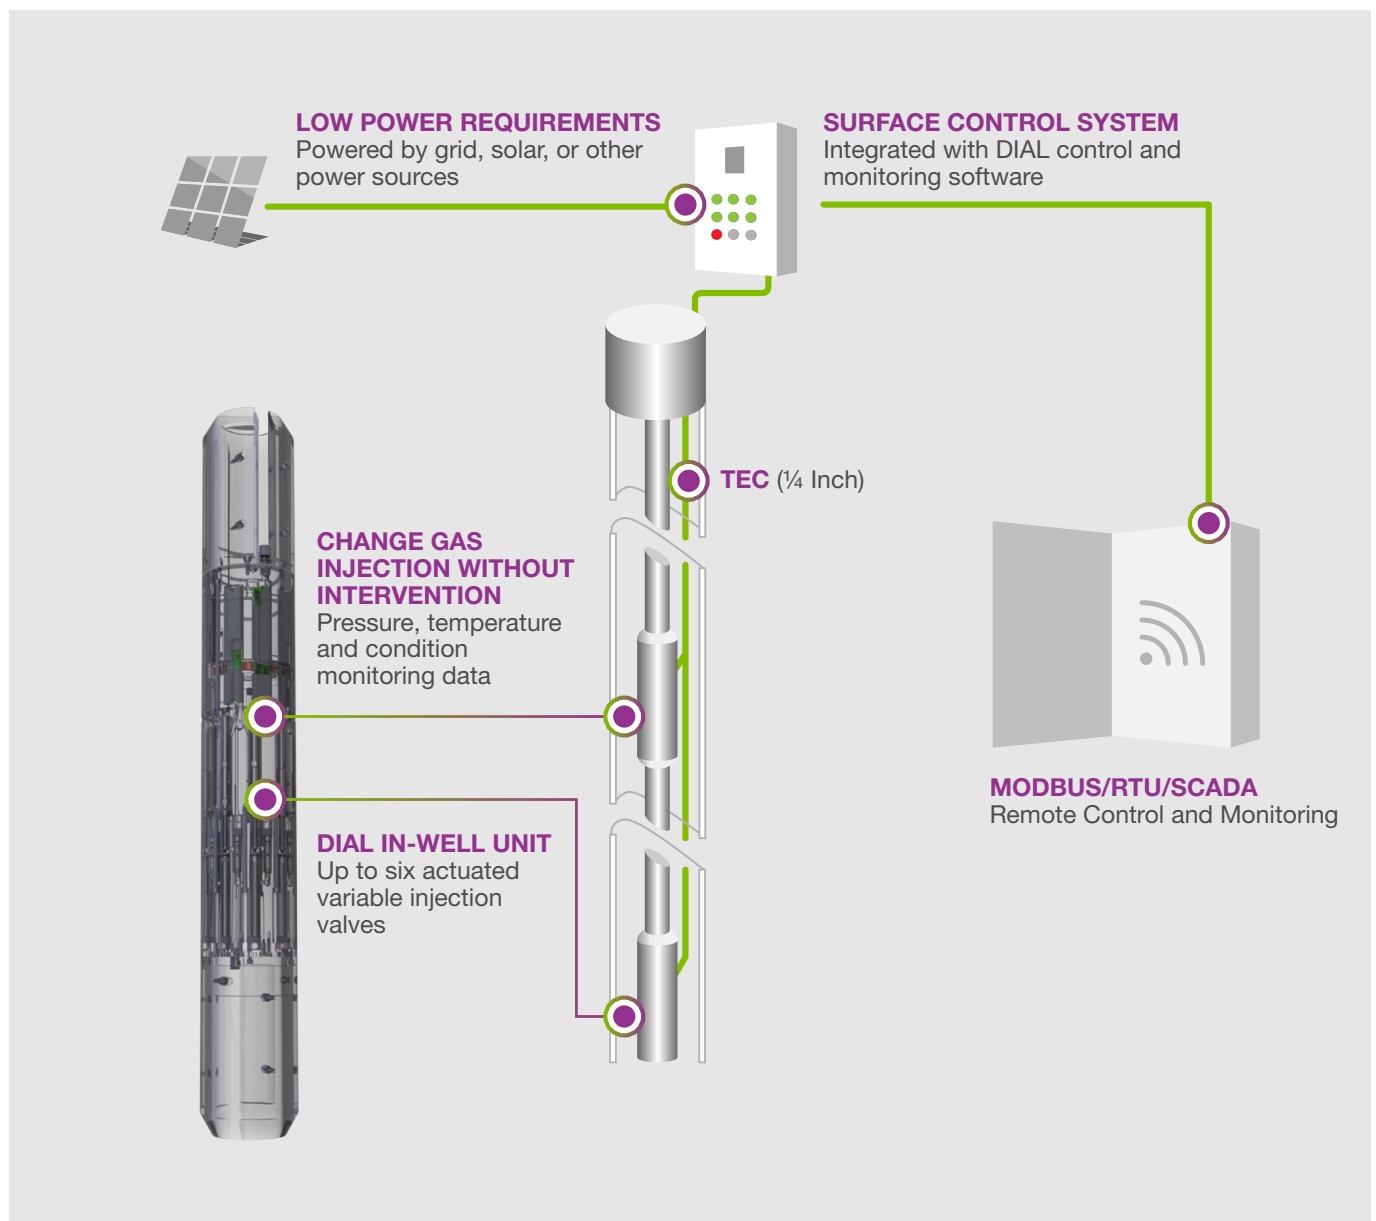 LOW POWER REQUIREMENTS
Powered by grid, solar, or other
power sources
SURFACE CONTROL SYSTEM
Integrated with DIAL control and
monitoring software
TEC (¼ Inch)
CHANGE GAS
INJECTION WITHOUT
INTERVENTION
Pressure, temperature
and condition
monitoring data
MODBUS/RTU/SCADA
Remote Control and Monitoring
DIAL IN-WELL UNIT
Up to six actuated
variable injection
valves